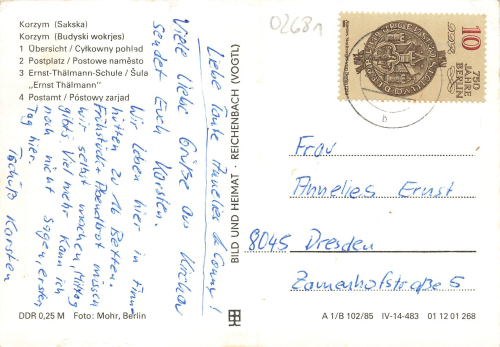 Korzym (Sakska)
Korzym (Budyski wokrjes)
1 Übersicht / Cyłkowny pohlad
2 Postplatz / Postowe naměsto
3 Ernst-Thälmann-Schule / Šula
„Ernst Thälmann“
4 Postamt / Póstowy zarjad
02681
Liebe Tante Annelies & Conny!
Viele liebe Grüße aus
sendet Euch Karsten.
Wir leben hier in Finn-
hütten zu 16 Betten.
Frühstück + Abendbrot müssen
wir selbst machen, Mittag
gibts. Viel mehr kann ich
noch nicht sagen, erster
Tag hier.
Tschüß Karsten
DDR 0,25 M Foto: Mohr, Berlin
BILD UND HEIMAT · REICHENBACH (VOGTL)
10
750
JAHRE
BERLIN
DDR
b
Frau
Annelies Ernst
8045 Dresden
Zamenhofstraße 5
A 1/B 102/85 IV-14-483 01 12 01 268